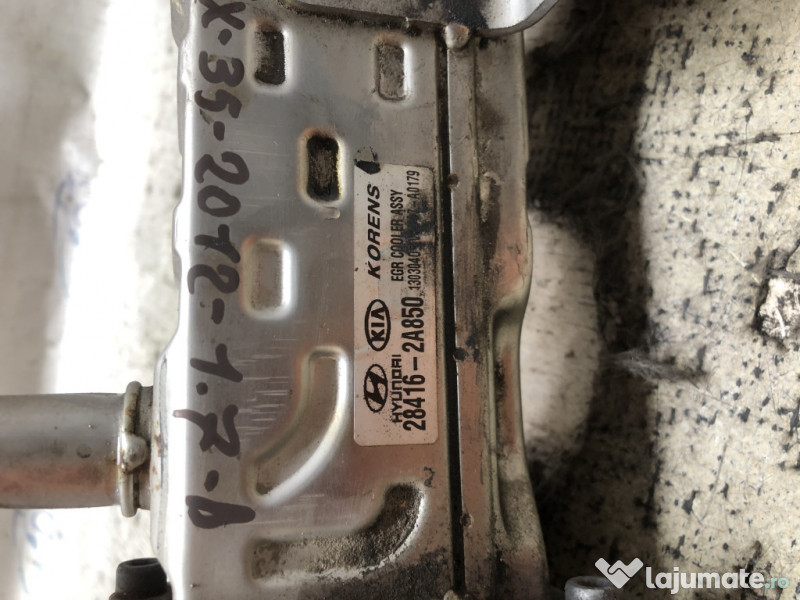 X-35-2012-1.7-D
HYUNDAI KIA KORENS
EGR COOLER ASSY
28416-2A850
lajumate.ro